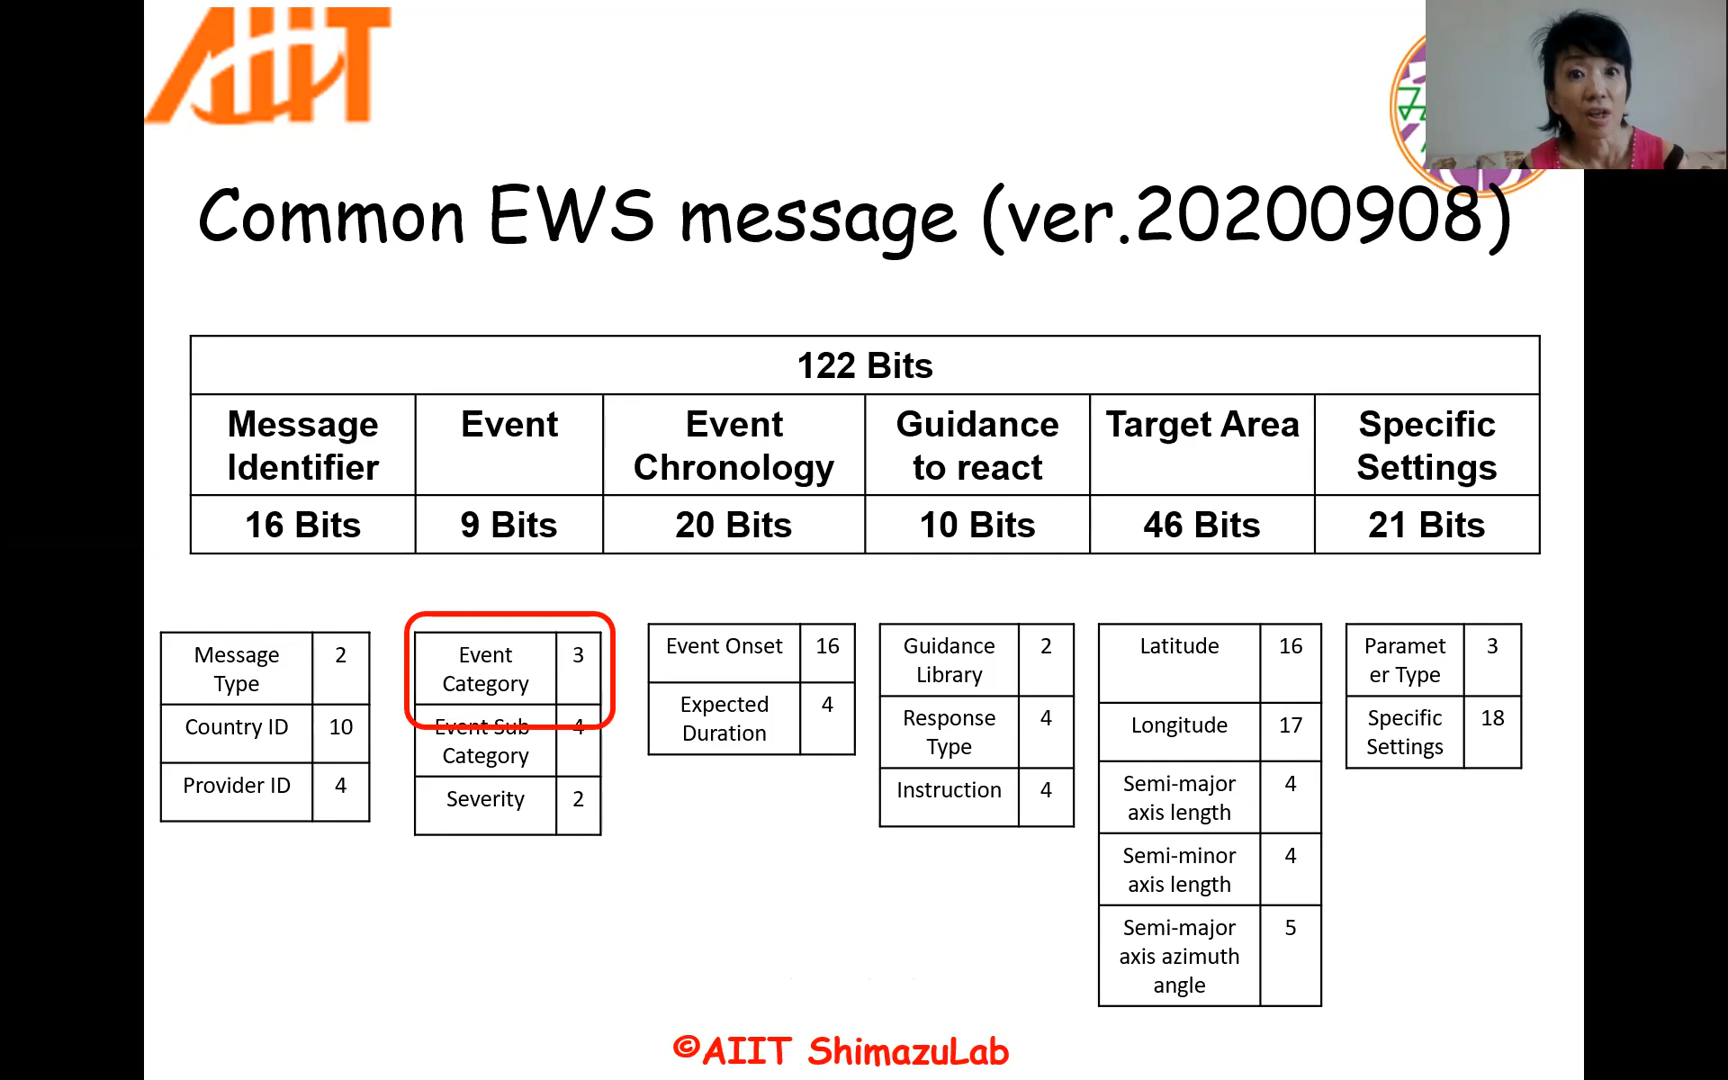 AIIT
Common EWS message (ver.20200908)
122 Bits
Message Identifier
Event
Event Chronology
Guidance to react
Target Area
Specific Settings
16 Bits
9 Bits
20 Bits
10 Bits
46 Bits
21 Bits
Message Type 2
Country ID 10
Provider ID 4
Event Category 3
Event Sub Category 4
Severity 2
Event Onset 16
Expected Duration 4
Guidance Library 2
Response Type 4
Instruction 4
Latitude 16
Longitude 17
Semi-major axis length 4
Semi-minor axis length 4
Semi-major axis azimuth angle 5
Paramet er Type 3
Specific Settings 18
©AIIT ShimazuLab